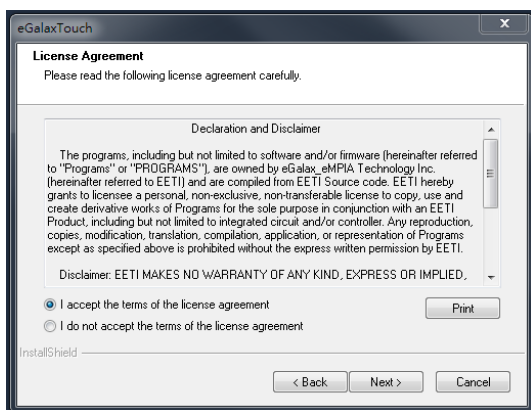 eGalaxTouch
License Agreement
Please read the following license agreement carefully.
Declaration and Disclaimer
The programs, including but not limited to software and/or firmware (hereinafter referred
to "Programs" or "PROGRAMS"), are owned by eGalax_eMPIA Technology Inc.
(hereinafter referred to EETI) and are compiled from EETI Source code. EETI hereby
grants to licensee a personal, non-exclusive, non-transferable license to copy, use and
create derivative works of Programs for the sole purpose in conjunction with an EETI
Product, including but not limited to integrated circuit and/or controller. Any reproduction,
copies, modification, translation, compilation, application, or representation of Programs
except as specified above is prohibited without the express written permission by EETI.
Disclaimer: EETI MAKES NO WARRANTY OF ANY KIND, EXPRESS OR IMPLIED,
I accept the terms of the license agreement
Print
I do not accept the terms of the license agreement
InstallShield
< Back
Next >
Cancel